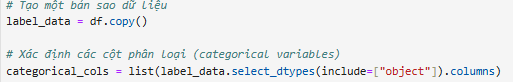 # Tạo một bản sao dữ liệu
label_data = df.copy()
# Xác định các cột phân loại (categorical variables)
categorical_cols = list(label_data.select_dtypes(include=["object"]).columns)